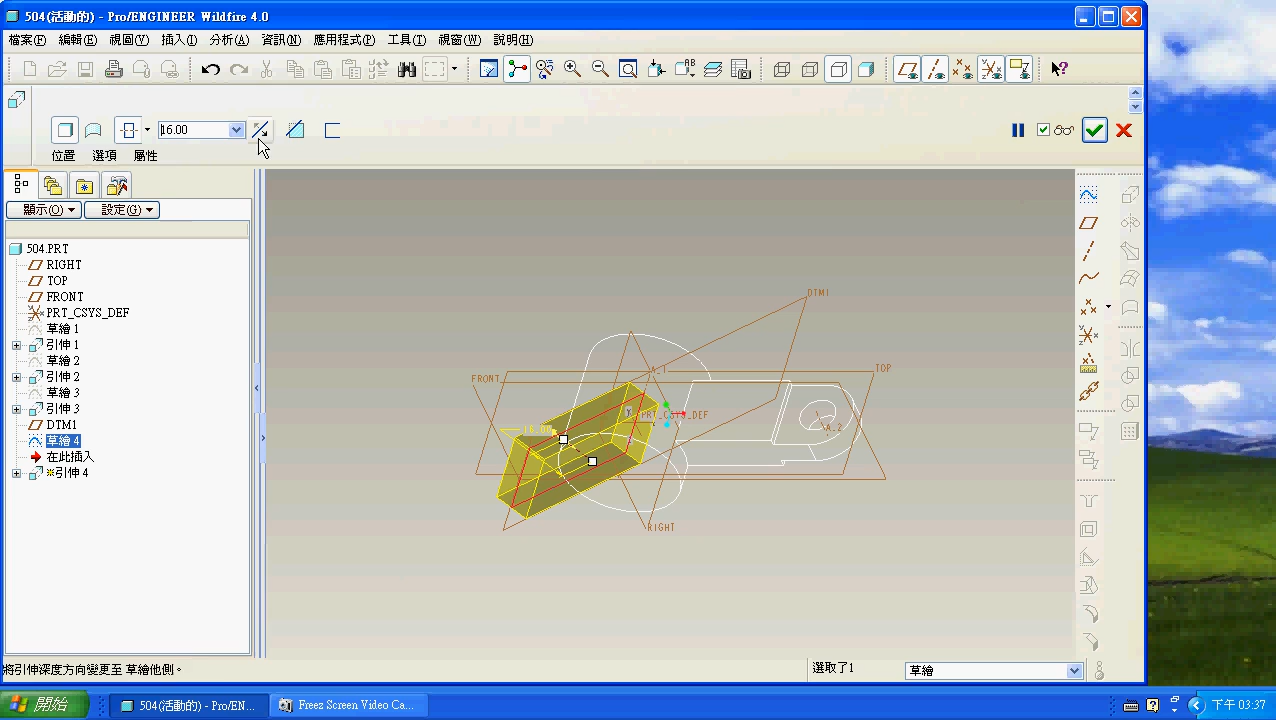 504(活動的) - Pro/ENGINEER Wildfire 4.0
檔案(F) 編輯(E) 視圖(V) 插入(I) 分析(A) 資訊(N) 應用程式(P) 工具(T) 視窗(W) 說明(H)
16.00
位置 選項 屬性
顯示(O) 設定(G)
504.PRT
RIGHT
TOP
FRONT
PRT_CSYS_DEF
草繪 1
引伸 1
草繪 2
引伸 2
草繪 3
引伸 3
DTM1
草繪 4
在此插入
※引伸 4
DTM1
FRONT
A_1
TOP
Y
PRT_CSYS_DEF
16.00
A_2
RIGHT
將引伸深度方向變更至 草繪他側。
選取了1
草繪
開始
504(活動的) - Pro/EN...
Freez Screen Video Ca...
下午 03:37